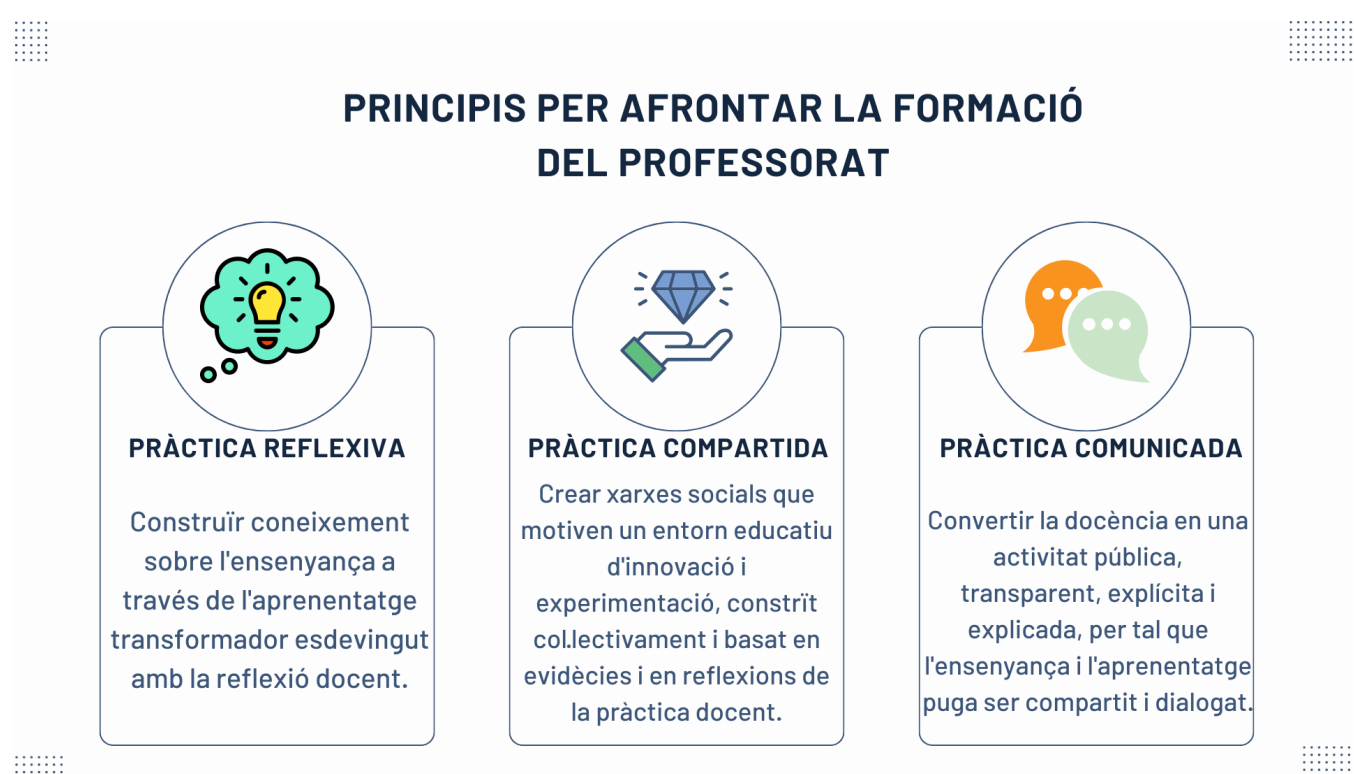 PRINCIPIS PER AFRONTAR LA FORMACIÓ
DEL PROFESSORAT
PRÀCTICA REFLEXIVA
Construïr coneixement
sobre l'ensenyança a
través de l'aprenentatge
transformador esdevingut
amb la reflexió docent.
PRÀCTICA COMPARTIDA
Crear xarxes socials que
motiven un entorn educatiu
d'innovació i
experimentació, constrït
col.lectivament i basat en
evidècies i en reflexions de
la pràctica docent.
PRÀCTICA COMUNICADA
Convertir la docència en una
activitat pública,
transparent, explícita i
explicada, per tal que
l'ensenyança i l'aprenentatge
puga ser compartit i dialogat.